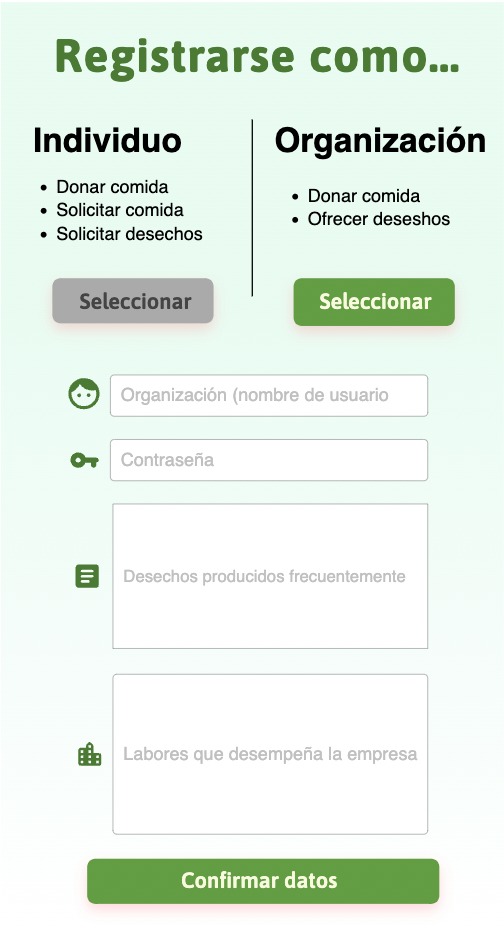 Registrarse como...
Individuo
• Donar comida
• Solicitar comida
• Solicitar desechos
Seleccionar
Organización
• Donar comida
• Ofrecer deseshos
Seleccionar
Organización (nombre de usuario
Contraseña
Desechos producidos frecuentemente
Labores que desempeña la empresa
Confirmar datos